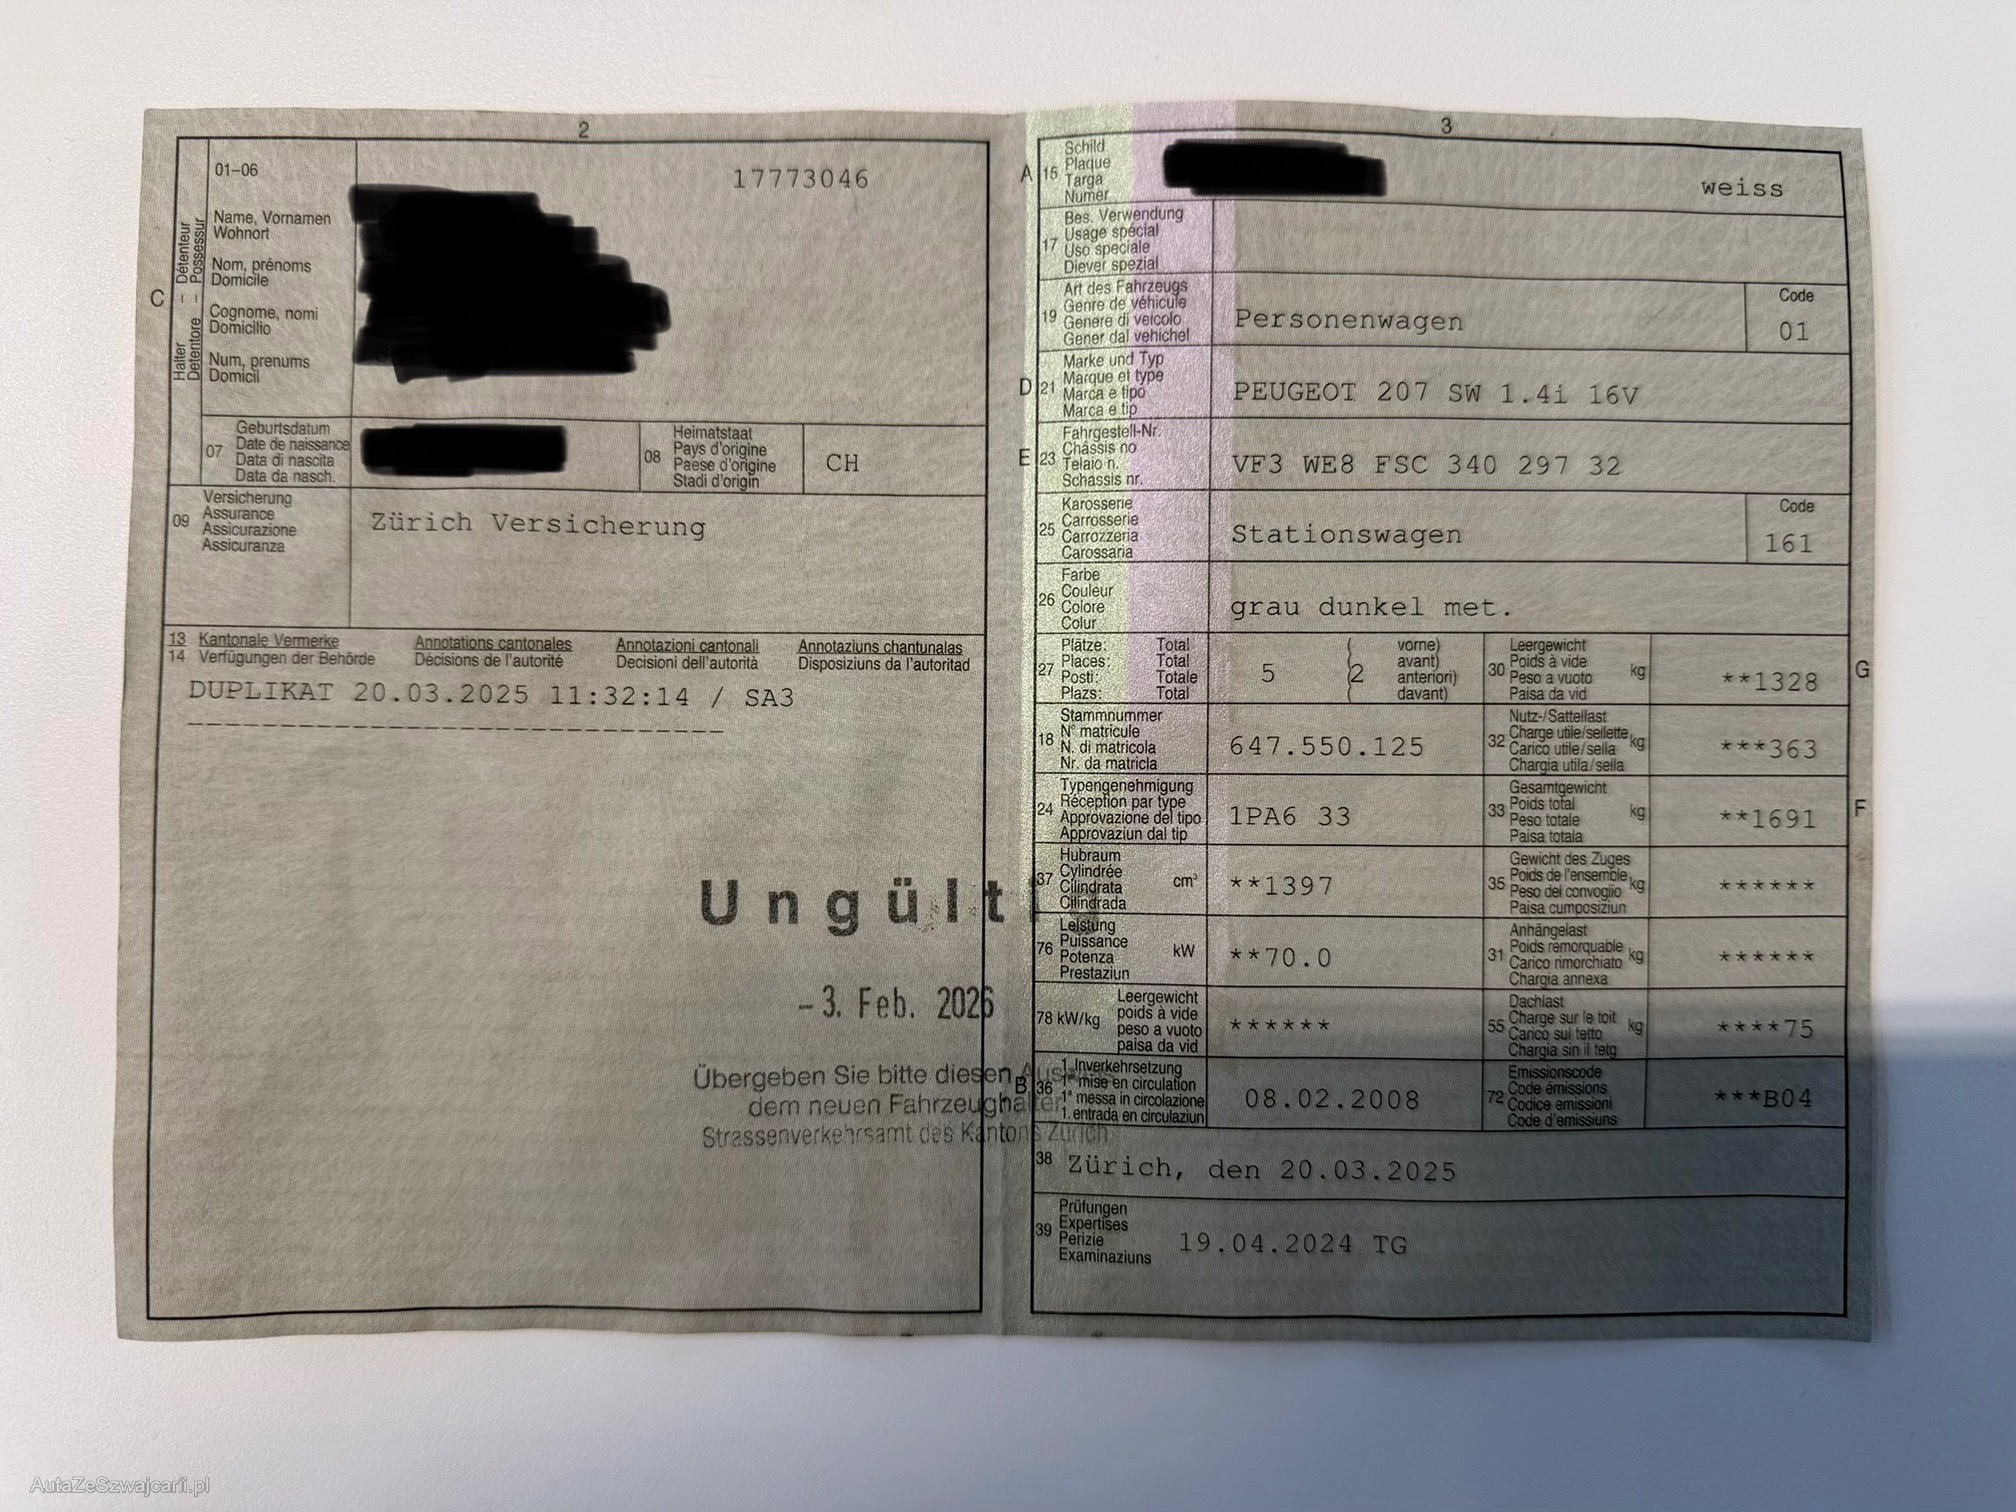 2
01–06
17773046
Name, Vornamen
Wohnort
Nom, prénoms
Domicile
Cognome, nomi
Domicilio
Num, prenums
Domicil
C
Halter – Détenteur
Detentore – Possessur
07
Geburtsdatum
Date de naissance
Data di nascita
Data da nasch.
08
Heimatstaat
Pays d'origine
Paese d'origine
Stadi d'origin
CH
09
Versicherung
Assurance
Assicurazione
Assicuranza
Zürich Versicherung
13 Kantonale Vermerke Annotations cantonales Annotazioni cantonali Annotaziuns chantunalas
14 Verfügungen der Behörde Décisions de l'autorité Decisioni dell'autorità Disposiziuns da l'autoritad
DUPLIKAT 20.03.2025 11:32:14 / SA3
Ungült
–3. Feb. 2026
Übergeben Sie bitte diesen
dem neuen Fahrzeughalter
Strassenverkehrsamt des Kantons Zürich
3
A 15
Schild
Plaque
Targa
Numer
weiss
17
Bes. Verwendung
Usage spécial
Uso speciale
Diever spezial
19
Art des Fahrzeugs
Genre de véhicule
Genere di veicolo
Gener dal vehichel
Personenwagen
Code
01
D 21
Marke und Typ
Marque et type
Marca e tipo
Marca e tip
PEUGEOT 207 SW 1.4i 16V
E 23
Fahrgestell-Nr.
Châssis no
Telaio n.
Schassis nr.
VF3 WE8 FSC 340 297 32
25
Karosserie
Carrosserie
Carrozzeria
Carossaria
Stationswagen
Code
161
26
Farbe
Couleur
Colore
Colur
grau dunkel met.
27
Plätze: Total
Places: Total
Posti: Totale
Plazs: Total
5 (2
vorne)
avant)
anteriori)
davant)
30
Leergewicht
Poids à vide
Peso a vuoto
Paisa da vid
kg
**1328
G
18
Stammnummer
N° matricule
N. di matricola
Nr. da matricla
647.550.125
32
Nutz-/Sattellast
Charge utile/sellette
Carico utile/sella
Chargia utila/sella
kg
***363
24
Typengenehmigung
Réception par type
Approvazione del tipo
Approvaziun dal tip
1PA6 33
33
Gesamtgewicht
Poids total
Peso totale
Paisa totala
kg
**1691
F
37
Hubraum
Cylindrée
Cilindrata
Cilindrada
cm³
**1397
35
Gewicht des Zuges
Poids de l'ensemble
Peso del convoglio
Paisa cumposiziun
kg
******
76
Leistung
Puissance
Potenza
Prestaziun
kW
**70.0
31
Anhängelast
Poids remorquable
Carico rimorchiato
Chargia annexa
kg
******
78 kW/kg
Leergewicht
poids à vide
peso a vuoto
paisa da vid
******
55
Dachlast
Charge sur le toit
Carico sul tetto
Chargia sin il tetg
kg
****75
B 36
1. Inverkehrsetzung
1re mise en circulation
1a messa in circolazione
1. entrada en circulaziun
08.02.2008
72
Emissionscode
Code émissions
Codice emissioni
Code d'emissiuns
***B04
38
Zürich, den 20.03.2025
39
Prüfungen
Expertises
Perizie
Examinaziuns
19.04.2024 TG
AutaZeSzwajcarii.pl